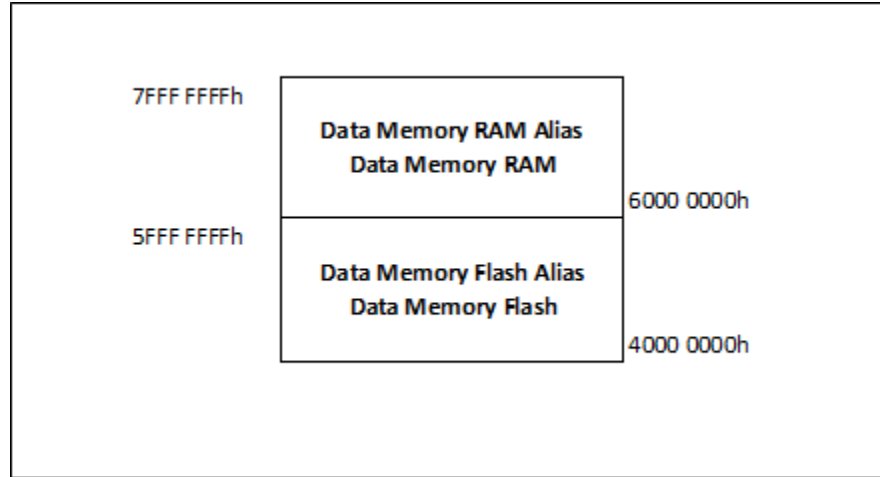 7FFF FFFFh
Data Memory RAM Alias
Data Memory RAM
6000 0000h
5FFF FFFFh
Data Memory Flash Alias
Data Memory Flash
4000 0000h